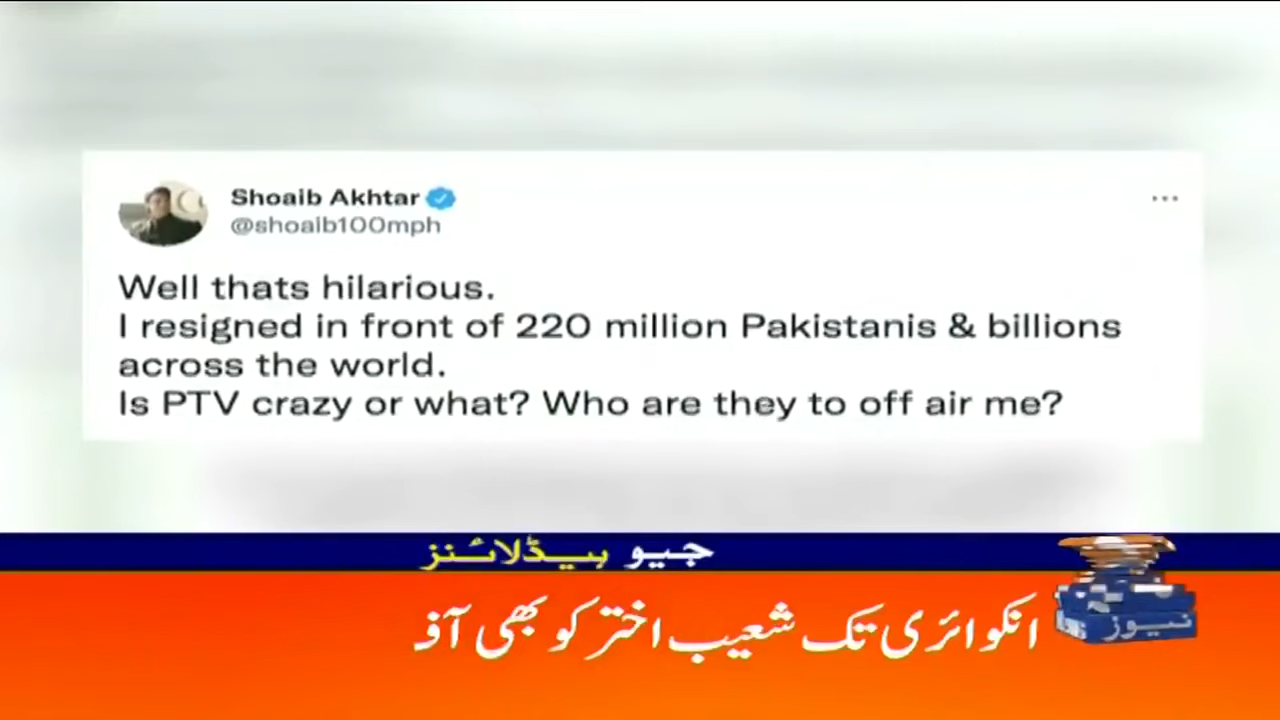 Shoaib Akhtar
@shoaib100mph
Well thats hilarious.
I resigned in front of 220 million Pakistanis & billions
across the world.
Is PTV crazy or what? Who are they to off air me?
جیو ہیڈلائنز
انکوائری تک شعیب اختر کو بھی آف
نیوز